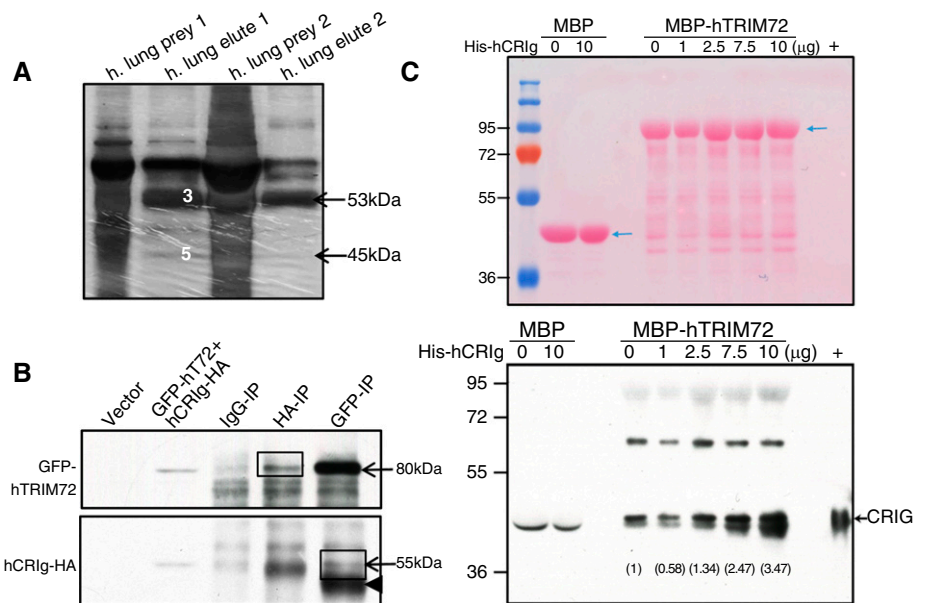 A
h. lung prey 1
h. lung elute 1
h. lung prey 2
h. lung elute 2
3
5
53kDa
45kDa
B
Vector
GFP-hT72+
hCRIg-HA
IgG-IP
HA-IP
GFP-IP
GFP-
hTRIM72
80kDa
hCRIg-HA
55kDa
C
MBP MBP-hTRIM72
His-hCRIg 0 10 0 1 2.5 7.5 10 (μg) +
95
72
55
36
MBP MBP-hTRIM72
His-hCRIg 0 10 0 1 2.5 7.5 10 (μg) +
95
72
55
36
CRIG
(1) (0.58) (1.34) (2.47) (3.47)